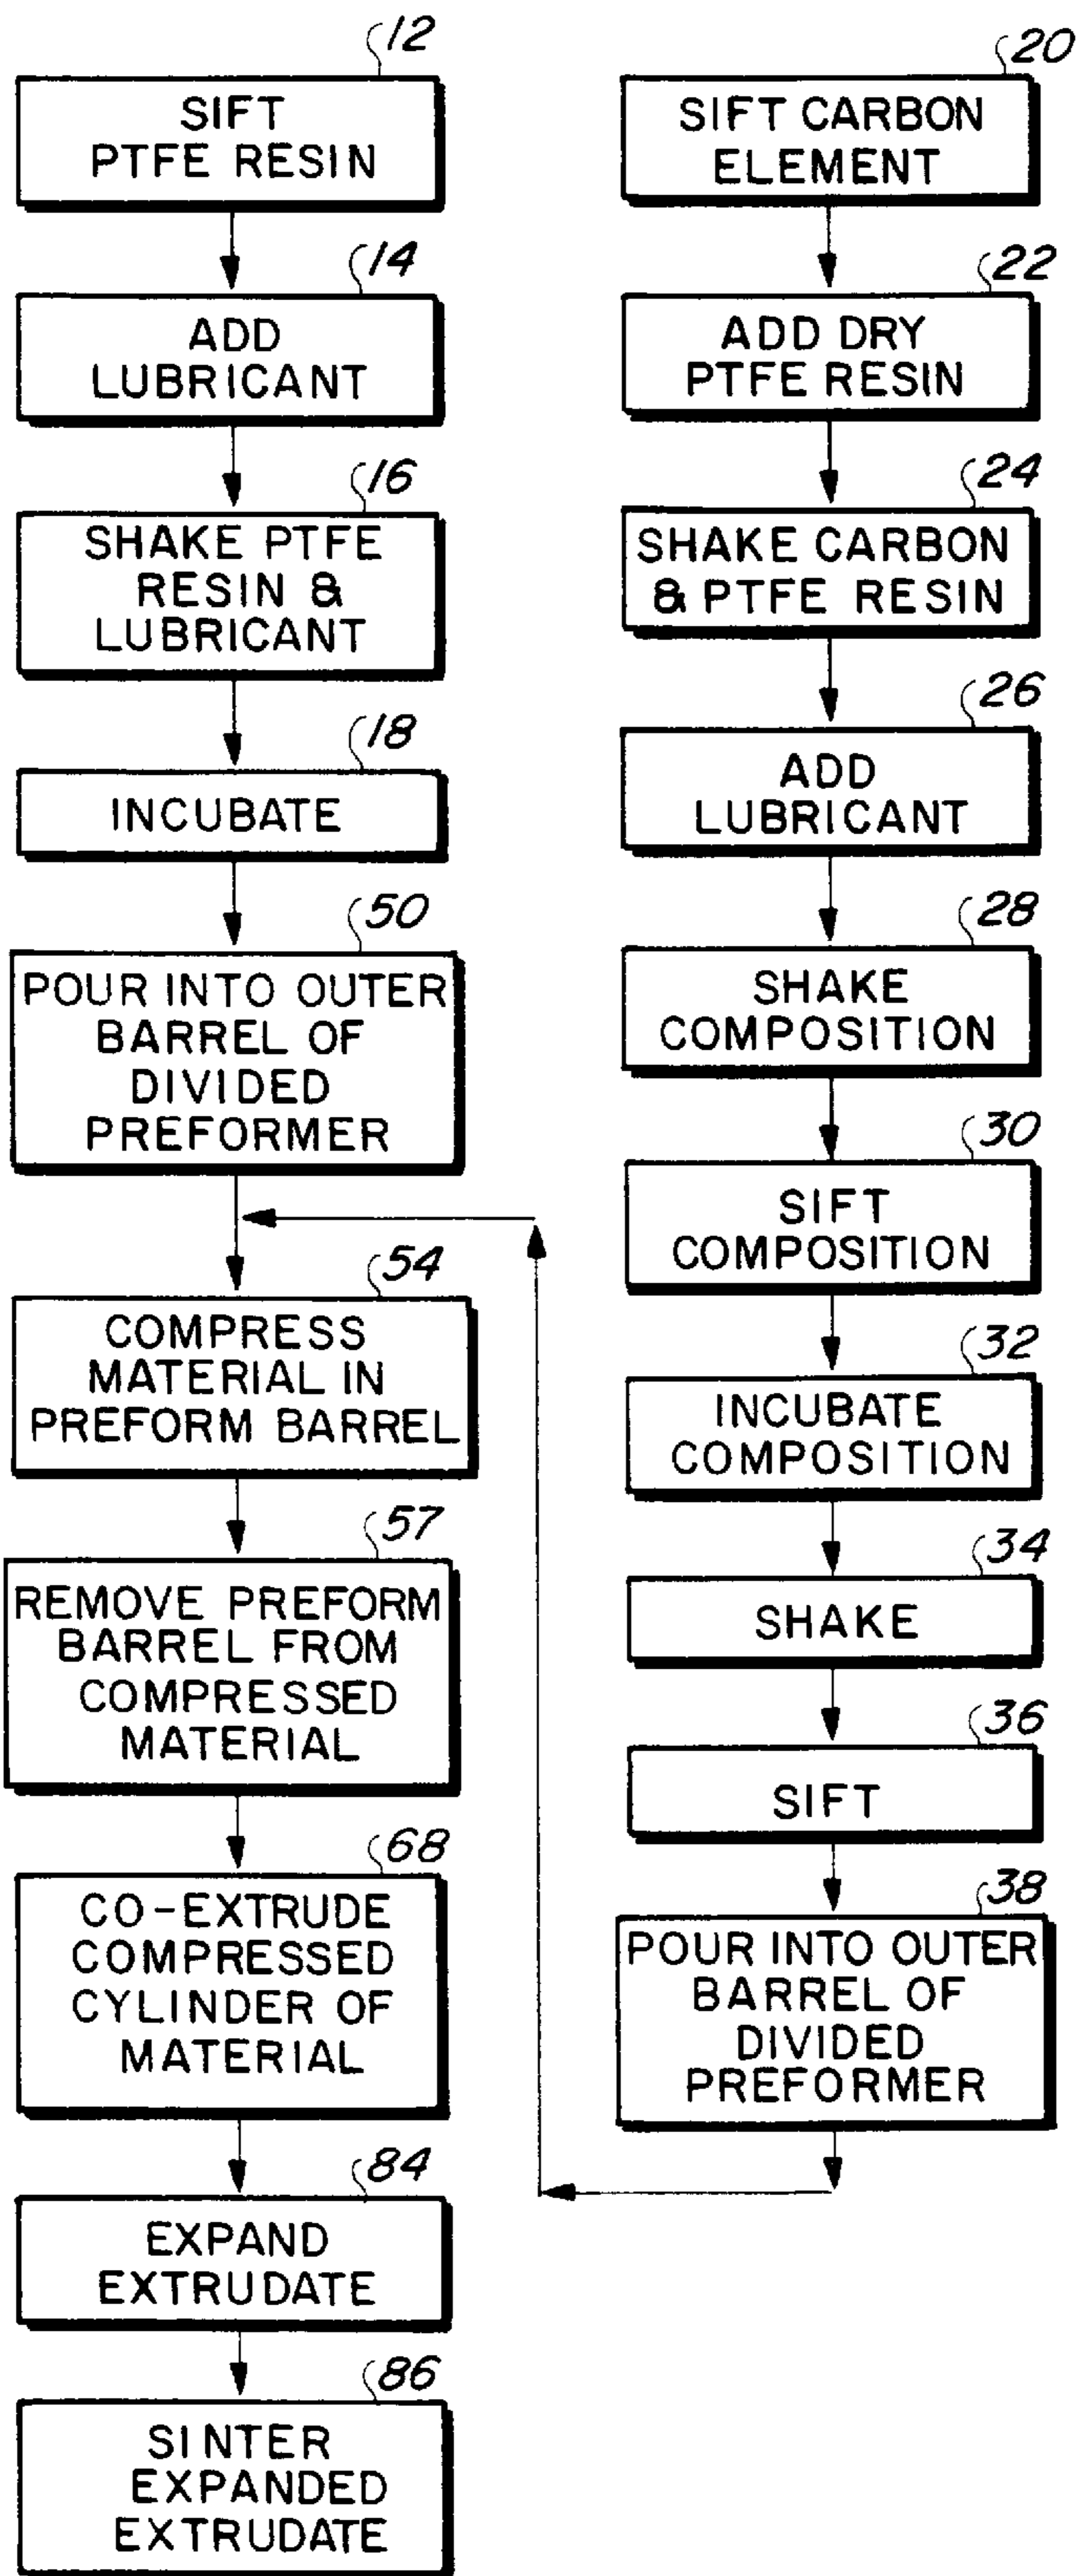 12
SIFT
PTFE RESIN
14
ADD
LUBRICANT
16
SHAKE PTFE
RESIN &
LUBRICANT
18
INCUBATE
50
POUR INTO OUTER
BARREL OF
DIVIDED
PREFORMER
54
COMPRESS
MATERIAL IN
PREFORM BARREL
57
REMOVE PREFORM
BARREL FROM
COMPRESSED
MATERIAL
68
CO-EXTRUDE
COMPRESSED
CYLINDER OF
MATERIAL
84
EXPAND
EXTRUDATE
86
SINTER
EXPANDED
EXTRUDATE
20
SIFT CARBON
ELEMENT
22
ADD DRY
PTFE RESIN
24
SHAKE CARBON
& PTFE RESIN
26
ADD
LUBRICANT
28
SHAKE
COMPOSITION
30
SIFT
COMPOSITION
32
INCUBATE
COMPOSITION
34
SHAKE
36
SIFT
38
POUR INTO OUTER
BARREL OF
DIVIDED
PREFORMER